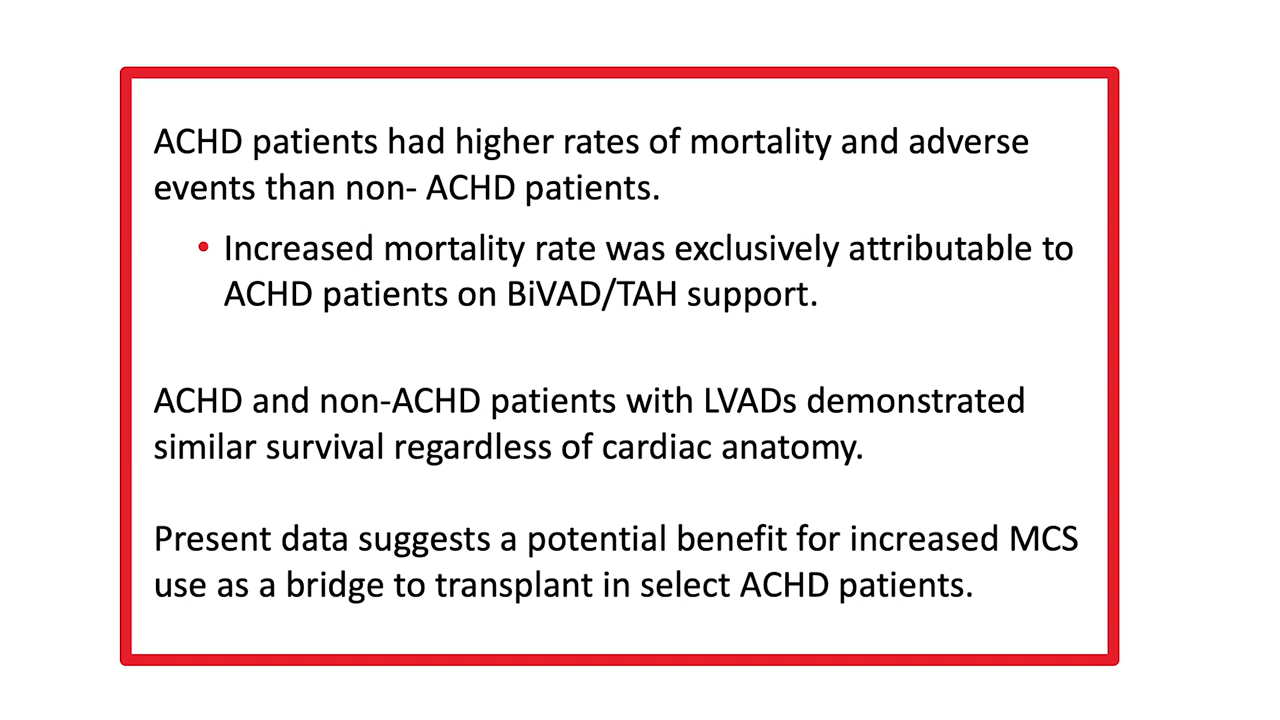 ACHD patients had higher rates of mortality and adverse
events than non- ACHD patients.
• Increased mortality rate was exclusively attributable to
ACHD patients on BiVAD/TAH support.
ACHD and non-ACHD patients with LVADs demonstrated
similar survival regardless of cardiac anatomy.
Present data suggests a potential benefit for increased MCS
use as a bridge to transplant in select ACHD patients.